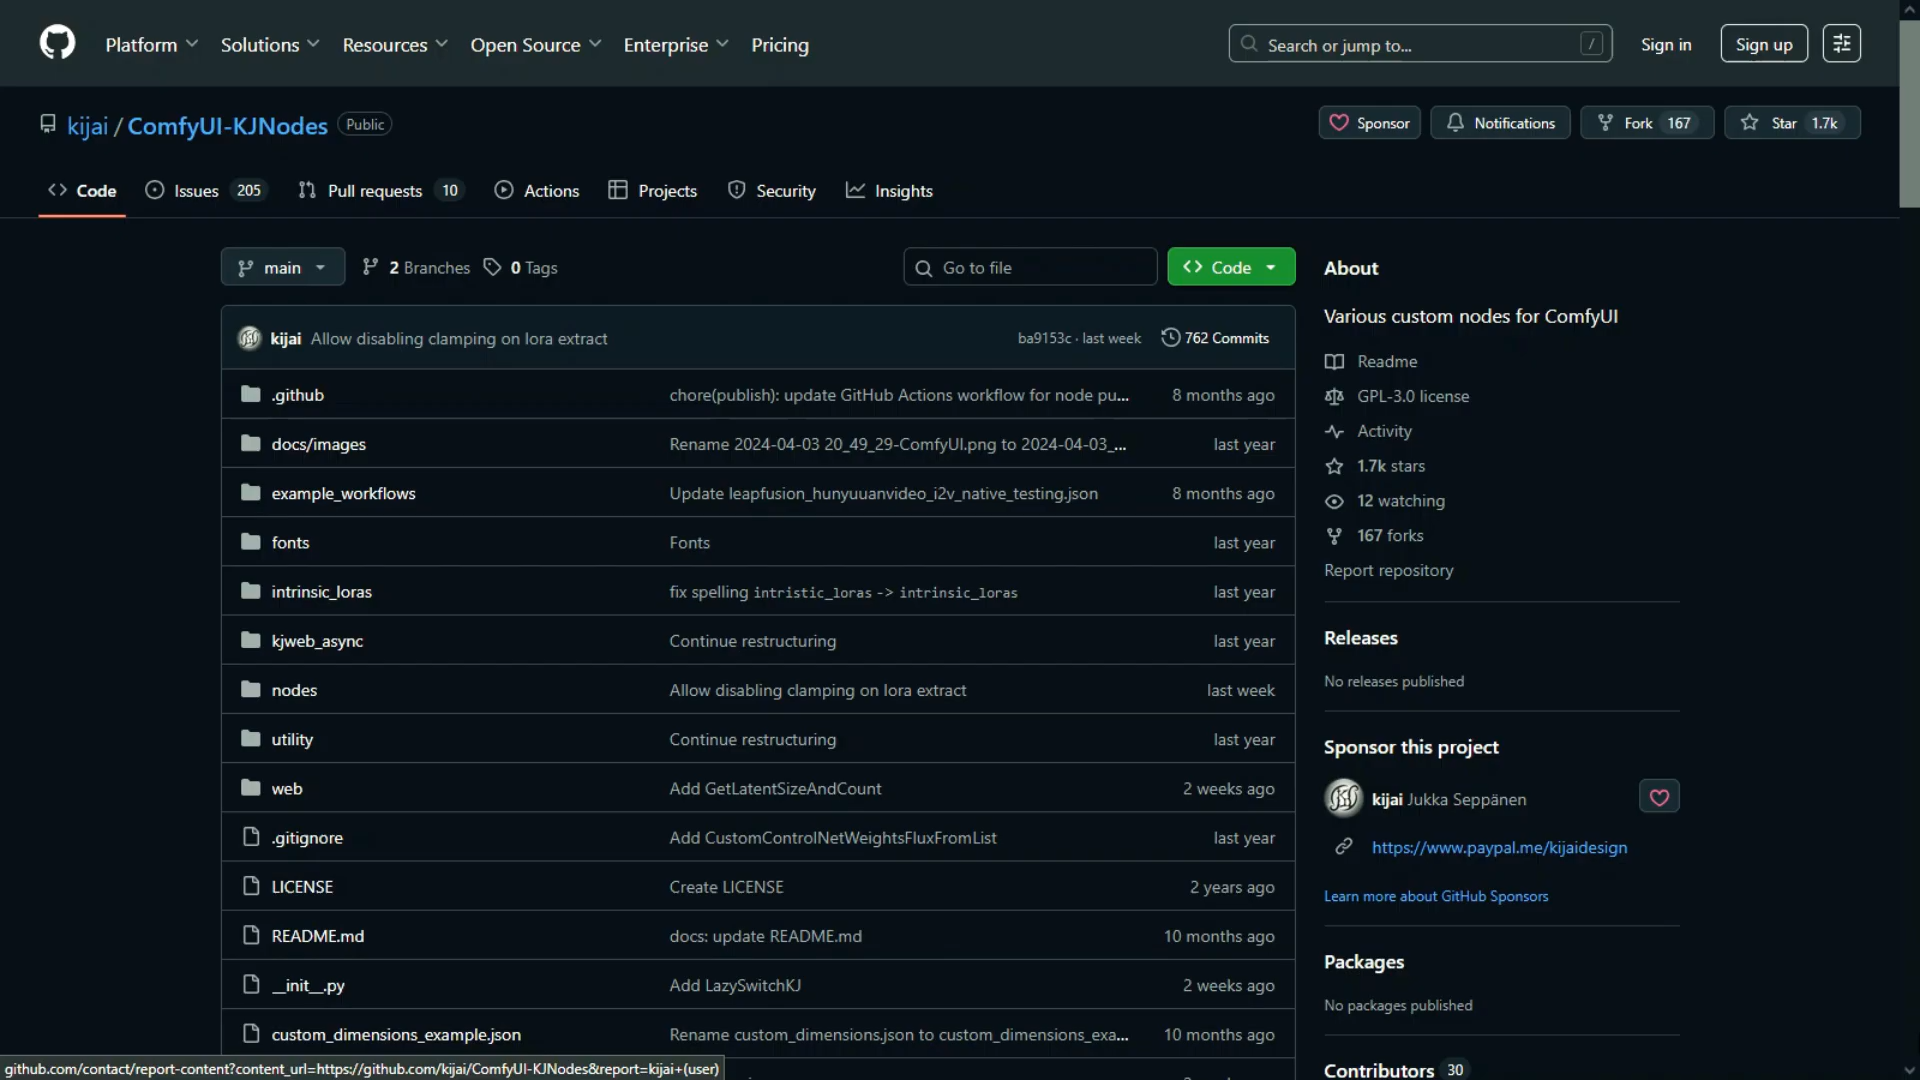 Platform Solutions Resources Open Source Enterprise Pricing Search or jump to... / Sign in Sign up
kijai / ComfyUI-KJNodes Public Sponsor Notifications Fork 167 Star 1.7k
Code Issues 205 Pull requests 10 Actions Projects Security Insights
main 2 Branches 0 Tags Go to file Code
kijai Allow disabling clamping on lora extract ba9153c · last week 762 Commits
.github chore(publish): update GitHub Actions workflow for node pu... 8 months ago
docs/images Rename 2024-04-03 20_49_29-ComfyUI.png to 2024-04-03_... last year
example_workflows Update leapfusion_hunyuuanvideo_i2v_native_testing.json 8 months ago
fonts Fonts last year
intrinsic_loras fix spelling intristic_loras -> intrinsic_loras last year
kjweb_async Continue restructuring last year
nodes Allow disabling clamping on lora extract last week
utility Continue restructuring last year
web Add GetLatentSizeAndCount 2 weeks ago
.gitignore Add CustomControlNetWeightsFluxFromList last year
LICENSE Create LICENSE 2 years ago
README.md docs: update README.md 10 months ago
__init__.py Add LazySwitchKJ 2 weeks ago
custom_dimensions_example.json Rename custom_dimensions.json to custom_dimensions_exa... 10 months ago
About
Various custom nodes for ComfyUI
Readme
GPL-3.0 license
Activity
1.7k stars
12 watching
167 forks
Report repository
Releases
No releases published
Sponsor this project
kijai Jukka Seppänen
https://www.paypal.me/kijaidesign
Learn more about GitHub Sponsors
Packages
No packages published
Contributors 30
github.com/contact/report-content?content_url=https://github.com/kijai/ComfyUI-KJNodes&report=kijai+(user)